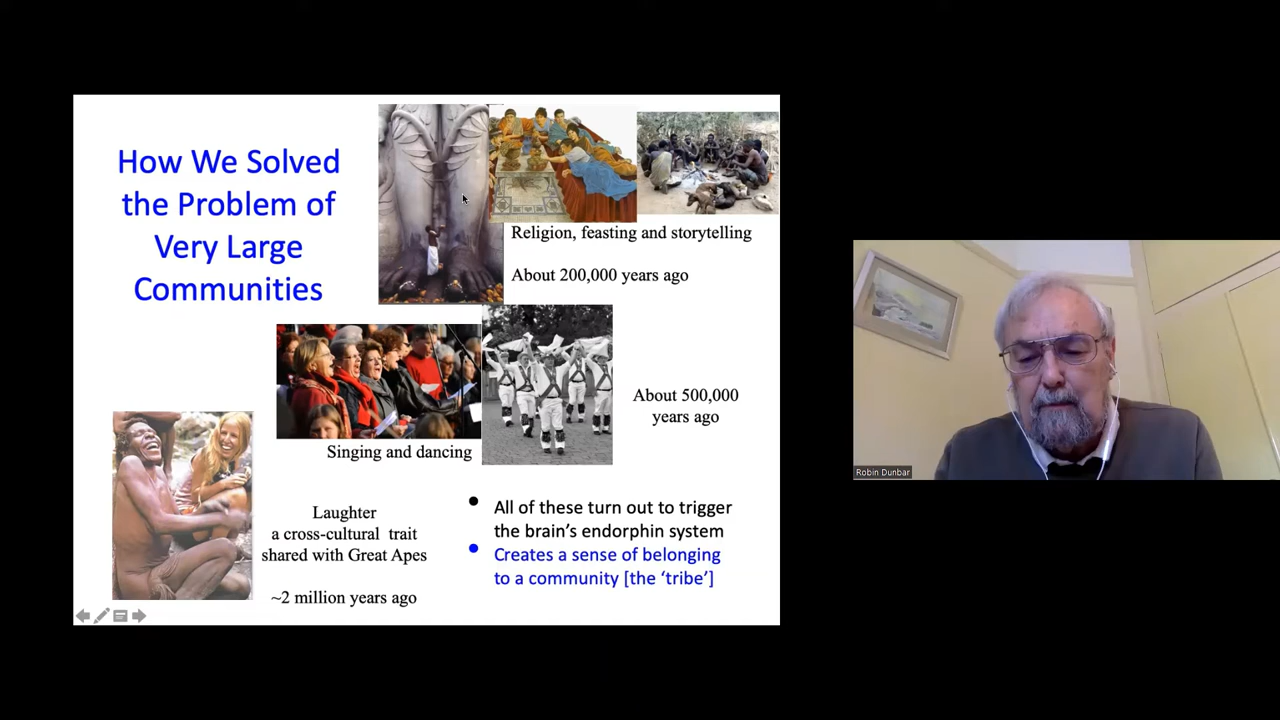 How We Solved
the Problem of
Very Large
Communities
Religion, feasting and storytelling
About 200,000 years ago
About 500,000
years ago
Singing and dancing
Laughter
a cross-cultural trait
shared with Great Apes
~2 million years ago
• All of these turn out to trigger
the brain’s endorphin system
• Creates a sense of belonging
to a community [the ‘tribe’]
Robin Dunbar